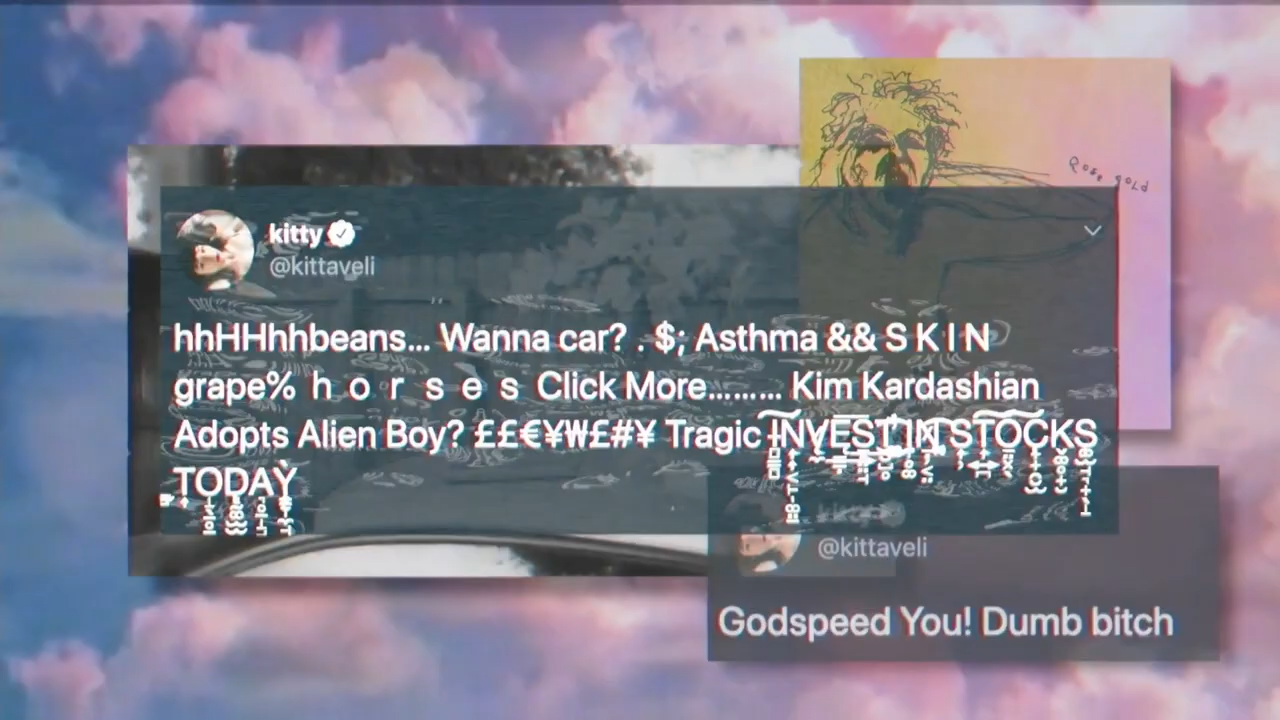 Rose gold
kitty
@kittaveli
hhHHhhbeans... Wanna car? . $; Asthma && S K I N
grape% h o r s e s Click More......... Kim Kardashian
Adopts Alien Boy? ££€¥₩£#¥ Tragic INVEST IN STOCKS
TODAY
@kittaveli
Godspeed You! Dumb bitch